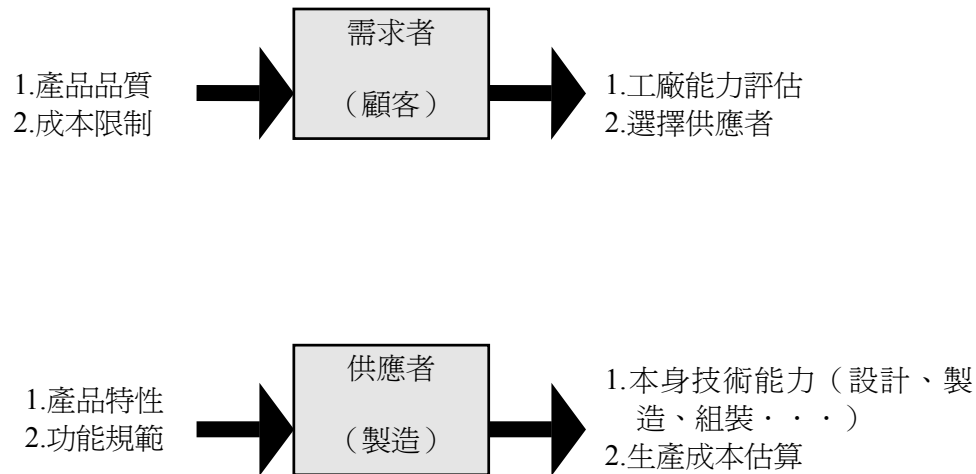 需求者
（顧客）
1.產品品質
2.成本限制
1.工廠能力評估
2.選擇供應者
供應者
（製造）
1.產品特性
2.功能規範
1.本身技術能力（設計、製
造、組裝・・・）
2.生產成本估算